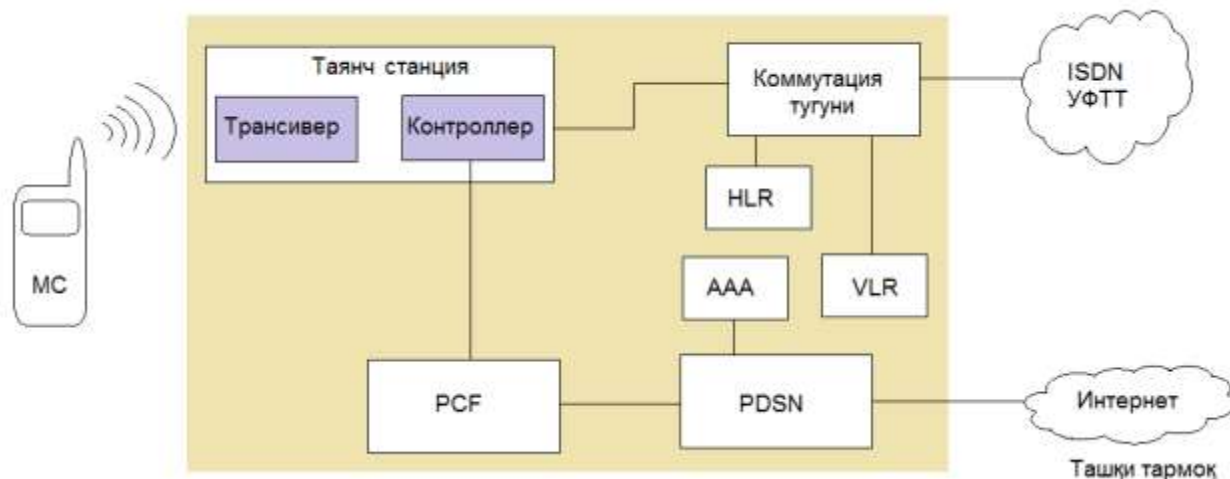 Таянч станция
Трансивер
Контроллер
Коммутация
тугуни
ISDN
УФТТ
HLR
МС
AAA
VLR
PCF
PDSN
Интернет
Ташқи тармоқ